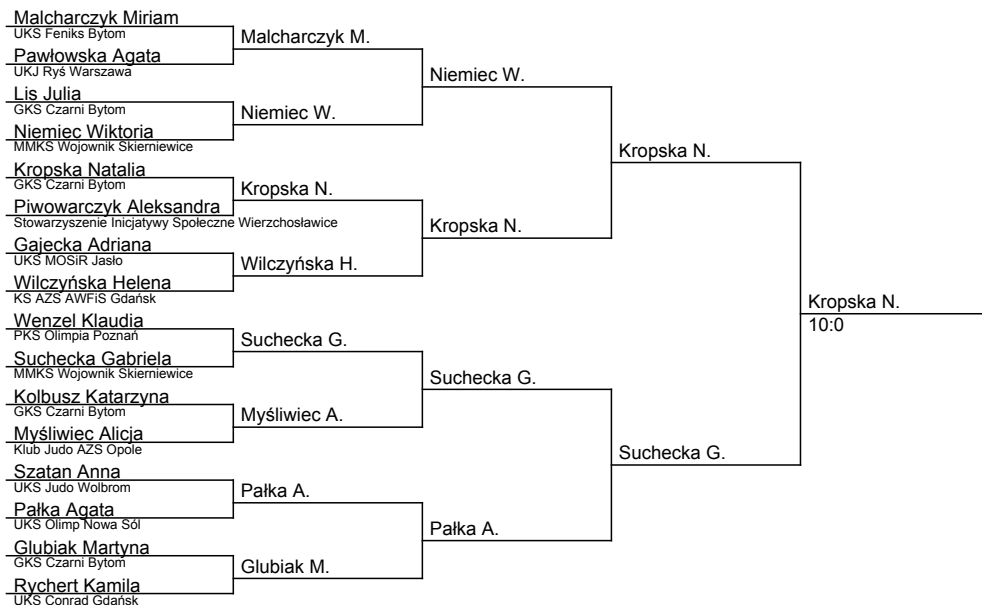 Malcharczyk Miriam
UKS Feniks Bytom
Malcharczyk M.
Pawłowska Agata
UKJ Ryś Warszawa
Niemiec W.
Lis Julia
GKS Czarni Bytom
Niemiec W.
Niemiec Wiktoria
MMKS Wojownik Skierniewice
Kropska N.
Kropska Natalia
GKS Czarni Bytom
Kropska N.
Piwowarczyk Aleksandra
Stowarzyszenie Inicjatywy Społeczne Wierzchosławice
Kropska N.
Gajecka Adriana
UKS MOSiR Jasło
Wilczyńska H.
Wilczyńska Helena
KS AZS AWFiS Gdańsk
Kropska N.
10:0
Wenzel Klaudia
PKS Olimpia Poznań
Suchecka G.
Suchecka Gabriela
MMKS Wojownik Skierniewice
Suchecka G.
Kolbusz Katarzyna
GKS Czarni Bytom
Myśliwiec A.
Myśliwiec Alicja
Klub Judo AZS Opole
Suchecka G.
Szatan Anna
UKS Judo Wolbrom
Pałka A.
Pałka Agata
UKS Olimp Nowa Sól
Pałka A.
Glubiak Martyna
GKS Czarni Bytom
Glubiak M.
Rychert Kamila
UKS Conrad Gdańsk